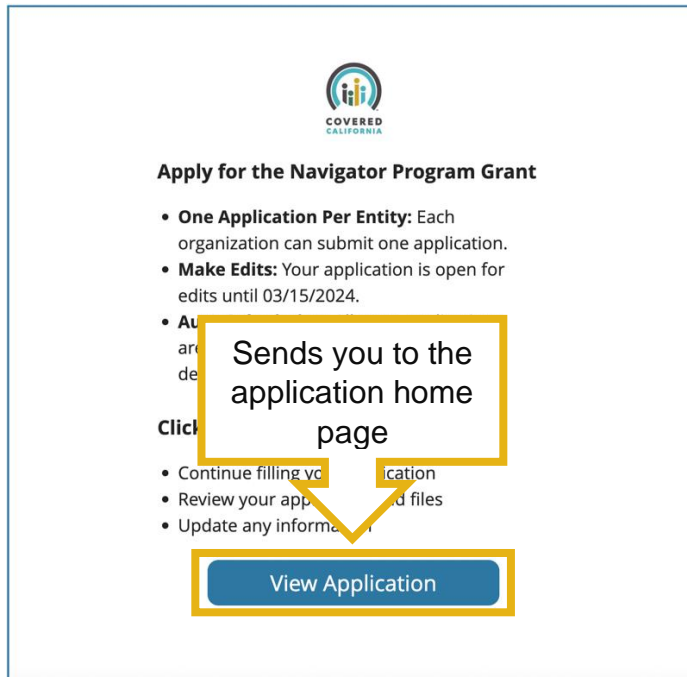 COVERED
CALIFORNIA
Apply for the Navigator Program Grant
• One Application Per Entity: Each
organization can submit one application.
• Make Edits: Your application is open for
edits until 03/15/2024.
Sends you to the
application home
page
• Continue filling
• Review your files
• Update any
View Application